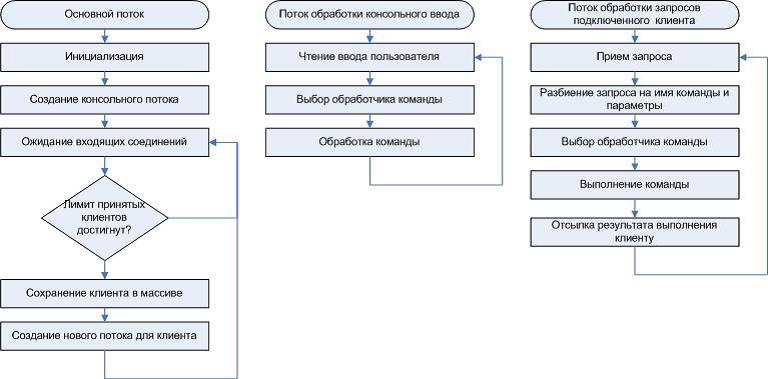 Основной поток
Инициализация
Создание консольного потока
Ожидание входящих соединений
Лимит принятых
клиентов
достигнут?
Сохранение клиента в массиве
Создание нового потока для клиента
Поток обработки консольного ввода
Чтение ввода пользователя
Выбор обработчика команды
Обработка команды
Поток обработки запросов
подключенного клиента
Прием запроса
Разбиение запроса на имя команды и
параметры
Выбор обработчика команды
Выполнение команды
Отсылка результата выполнения
клиенту